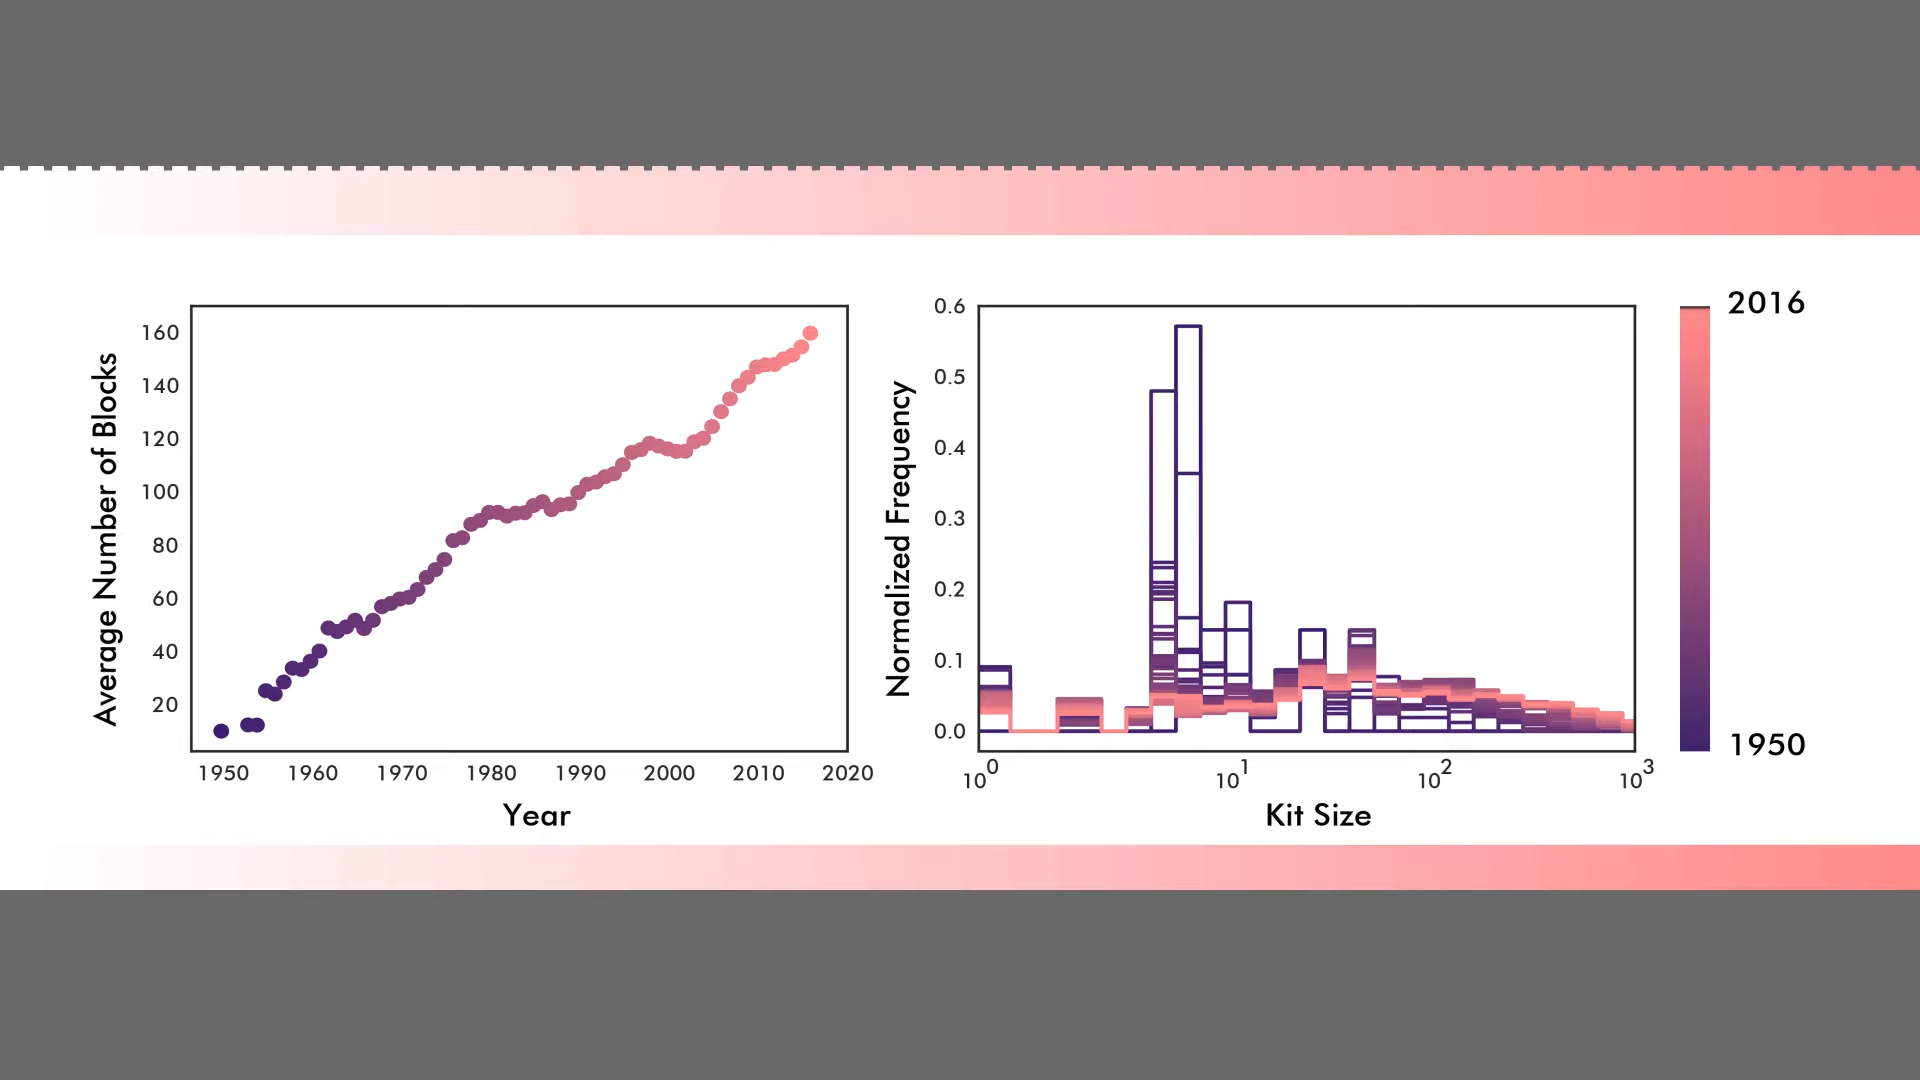 Average Number of Blocks
160
140
120
100
80
60
40
20
1950 1960 1970 1980 1990 2000 2010 2020
Year
Normalized Frequency
0.6
0.5
0.4
0.3
0.2
0.1
0.0
10^0 10^1 10^2 10^3
Kit Size
2016
1950